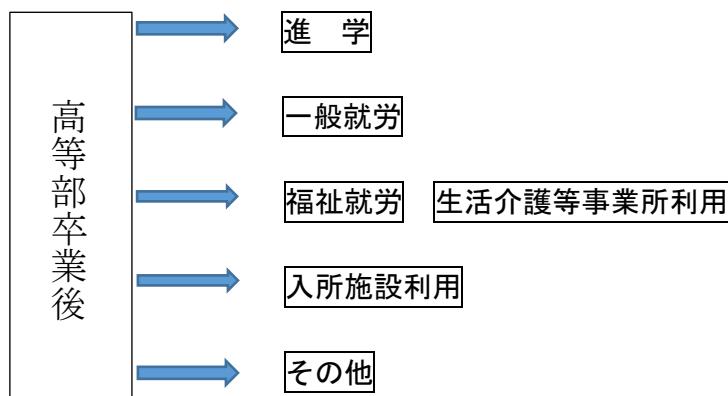 高等部卒業後
進　学
一般就労
福祉就労　生活介護等事業所利用
入所施設利用
その他